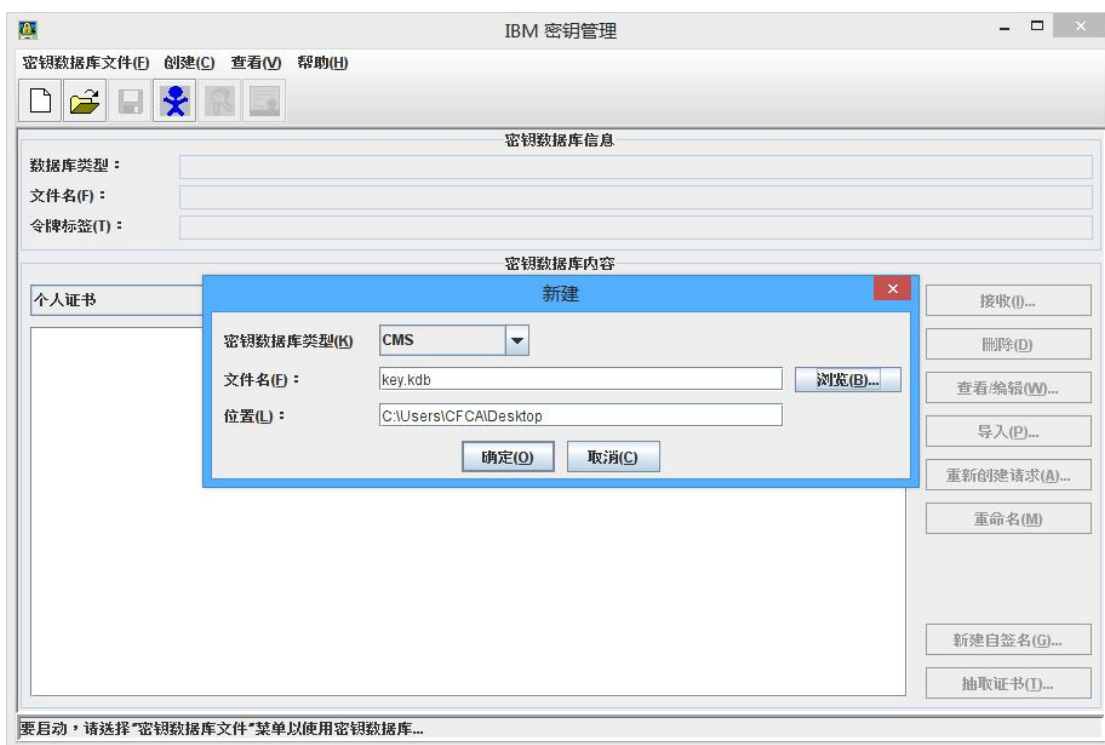 IBM 密钥管理
密钥数据库文件(F) 创建(C) 查看(V) 帮助(H)
密钥数据库信息
数据库类型：
文件名(F)：
令牌标签(T)：
密钥数据库内容
个人证书
新建
密钥数据库类型(K) CMS
文件名(F)： key.kdb 浏览(B)...
位置(L)： C:\Users\CFCA\Desktop
确定(O) 取消(C)
接收(I)...
删除(D)
查看/编辑(W)...
导入(P)...
重新创建请求(A)...
重命名(M)
新建自签名(G)...
抽取证书(T)...
要启动，请选择“密钥数据库文件”菜单以使用密钥数据库...